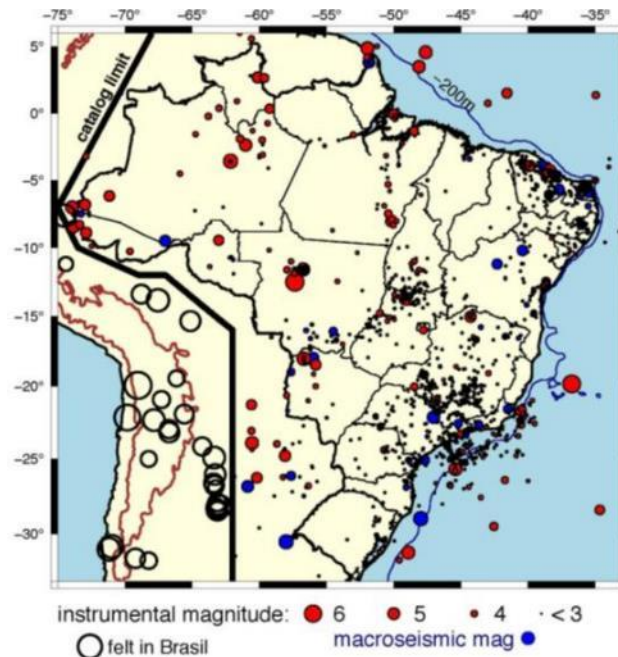 −75° −70° −65° −60° −55° −50° −45° −40° −35°
5°
catalog limit
−200m
0°
−5°
−10°
−15°
−20°
−25°
−30°
instrumental magnitude: 6 5 4 < 3
felt in Brasil macroseismic mag